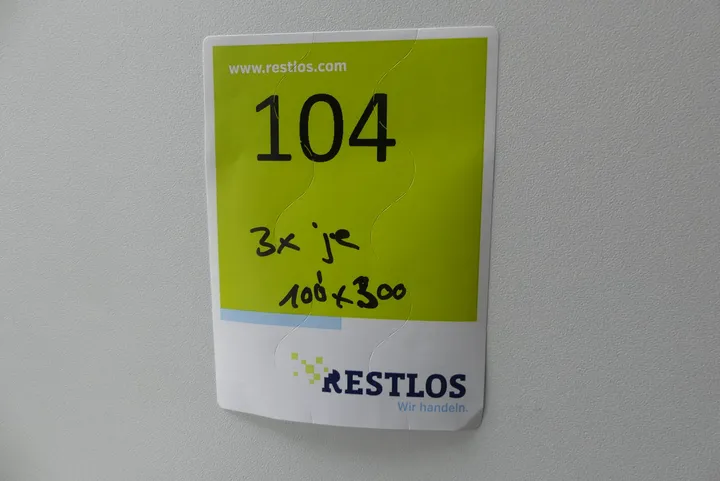 www.restlos.com
104
3x je
100x300
RESTLOS
Wir handeln.